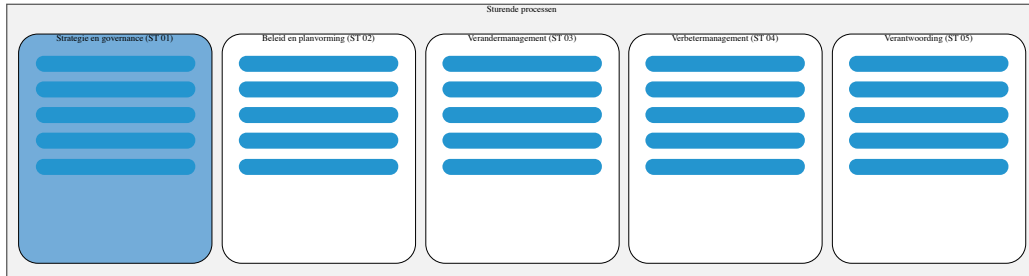 Sturende processen
Strategie en governance (ST 01)
Beleid en planvorming (ST 02)
Verandermanagement (ST 03)
Verbetermanagement (ST 04)
Verantwoording (ST 05)